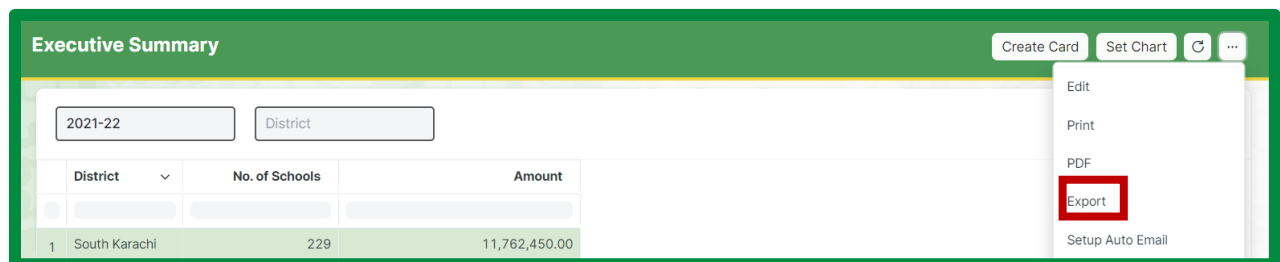 Executive Summary
Create Card Set Chart ...
Edit
Print
PDF
Export
Setup Auto Email
2021-22 District
District No. of Schools Amount
1 South Karachi 229 11,762,450.00